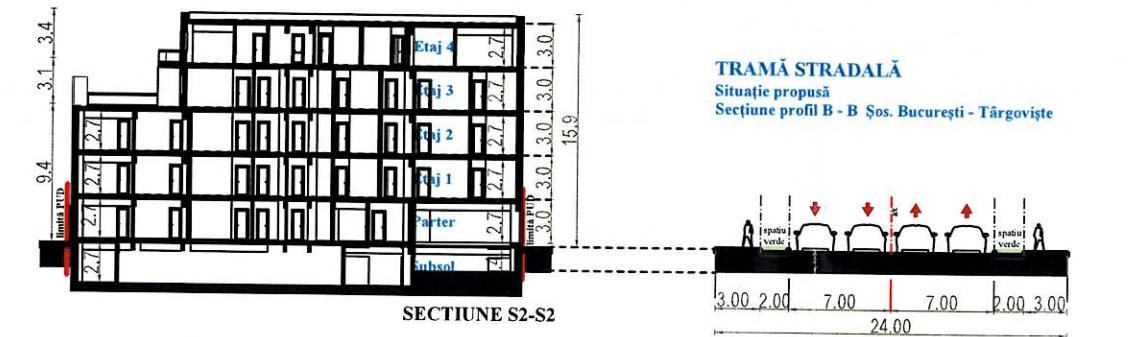 3.4
3.1
9.4
Etaj 4
2.7
3.0
Etaj 3
2.7
3.0
2.7
Etaj 2
2.7
3.0
2.7
Etaj 1
2.7
3.0
2.7
Parter
2.7
3.0
2.7
Subsol
15.9
limită PUD
limită PUD
SECTIUNE S2-S2
TRAMĂ STRADALĂ
Situație propusă
Secțiune profil B - B Șos. București - Târgoviște
spatiu
verde
ax
spatiu
verde
3.00 2.00 7.00 7.00 2.00 3.00
24.00